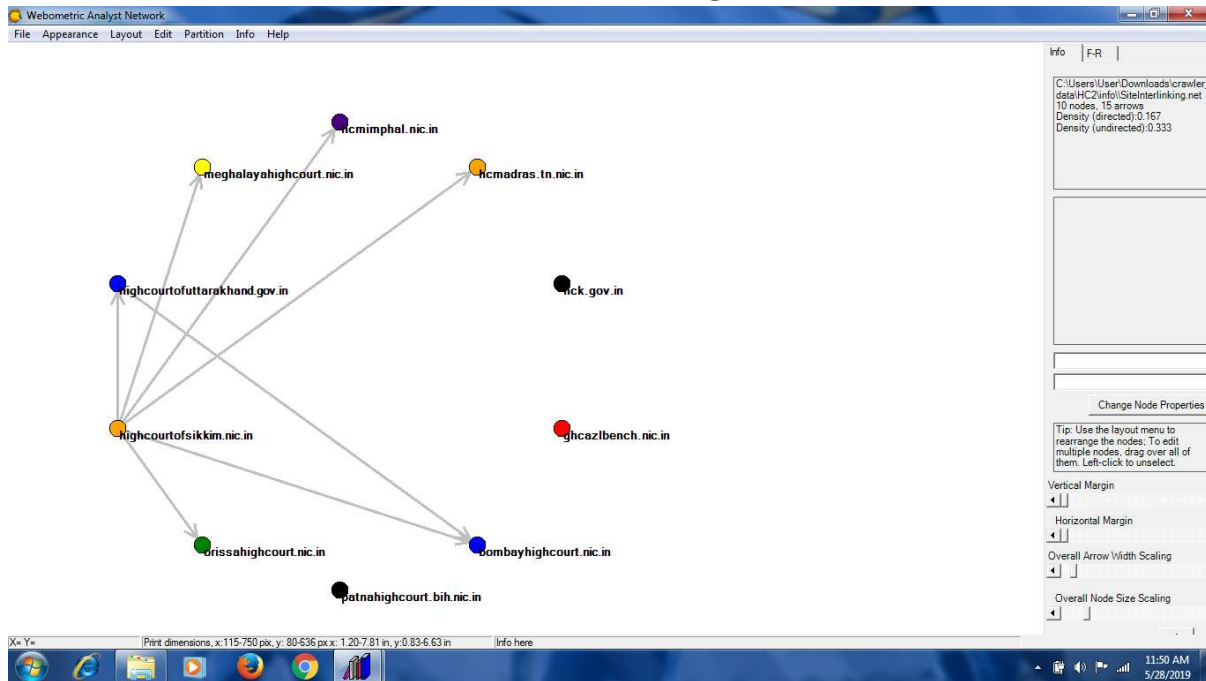 Webometric Analyst Network
File Appearance Layout Edit Partition Info Help
Info F-R
C:\Users\User\Downloads\crawler_
data\HC2\info\\SiteInterlinking.net
10 nodes, 15 arrows
Density (directed):0.167
Density (undirected):0.333
hcmimphal.nic.in
meghalayahighcourt.nic.in
hcmadras.tn.nic.in
highcourtofuttarakhand.gov.in
hck.gov.in
highcourtofsikkim.nic.in
ghcazlbench.nic.in
orissahighcourt.nic.in
bombayhighcourt.nic.in
patnahighcourt.bih.nic.in
Change Node Properties
Tip: Use the layout menu to
rearrange the nodes; To edit
multiple nodes, drag over all of
them. Left-click to unselect.
Vertical Margin
Horizontal Margin
Overall Arrow Width Scaling
Overall Node Size Scaling
X= Y=
Print dimensions, x:115-750 pix, y: 80-636 px x: 1.20-7.81 in, y:0.83-6.63 in
Info here
11:50 AM
5/28/2019